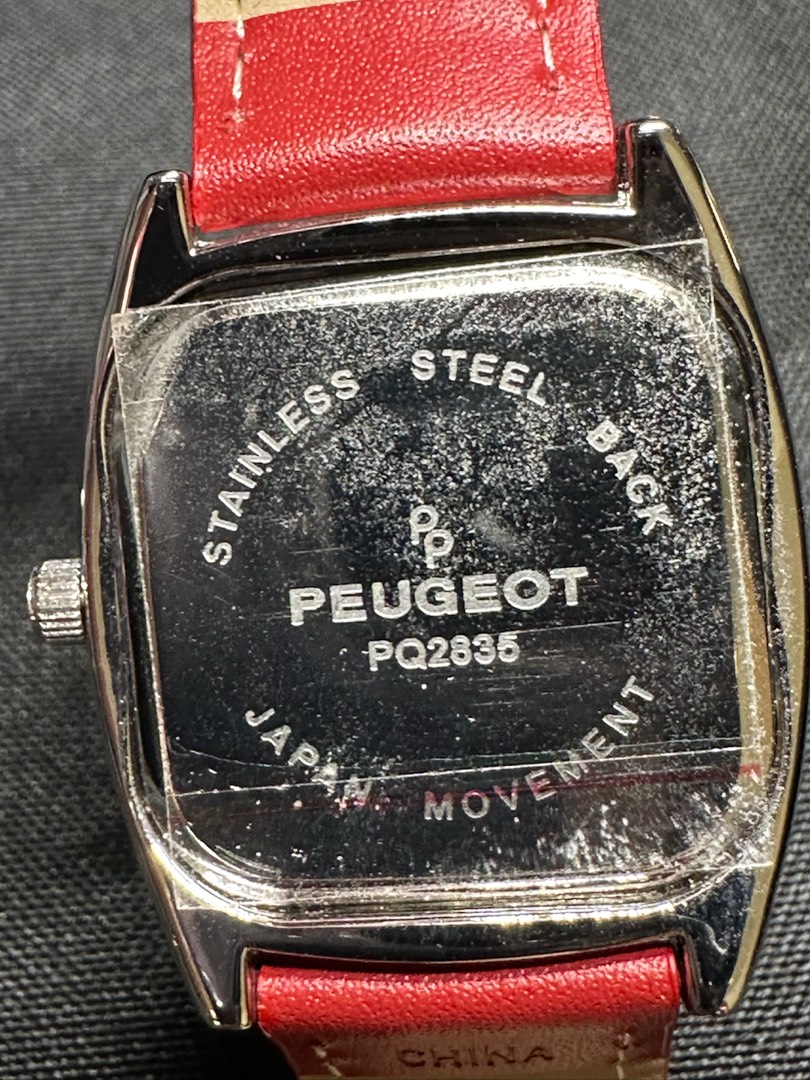 STAINLESS STEEL BACK
PP
PEUGEOT
PQ2835
JAPAN MOVEMENT
CHINA